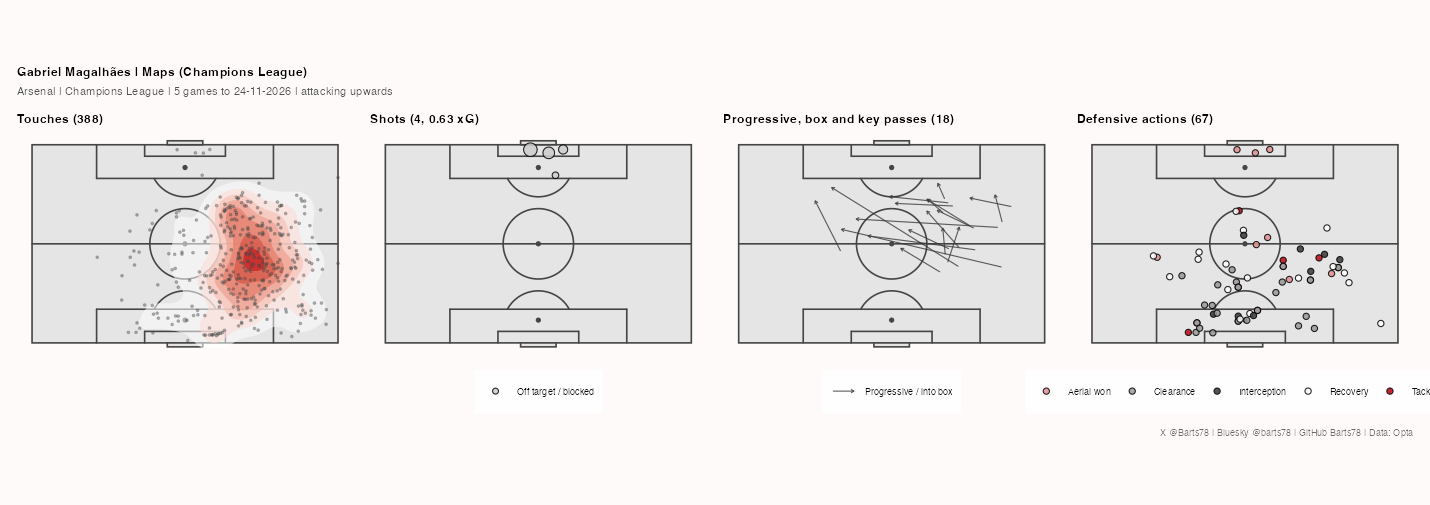 Gabriel Magalhães | Maps (Champions League)
Arsenal | Champions League | 5 games to 24-11-2026 | attacking upwards
Touches (388)
Shots (4, 0.63 xG)
Progressive, box and key passes (18)
Defensive actions (67)
Off target / blocked
Progressive / into box
Aerial won
Clearance
Interception
Recovery
Tack
X @Barts78 | Bluesky @barts78 | GitHub Barts78 | Data: Opta